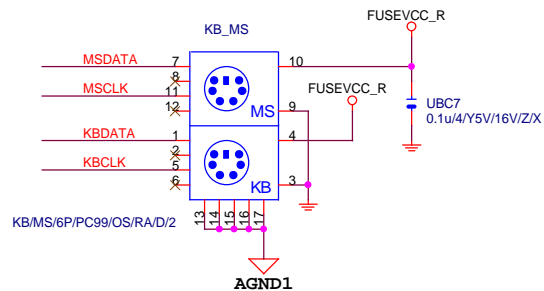 FUSEVCC_R
KB_MS
MSDATA 7 10
8 FUSEVCC_R
MSCLK 11
12 MS 9
UBC7
0.1u/4/Y5V/16V/Z/X
KBDATA 1 4
2
KBCLK 5
6 KB 3
KB/MS/6P/PC99/OS/RA/D/2
13 14 15 16 17
AGND1